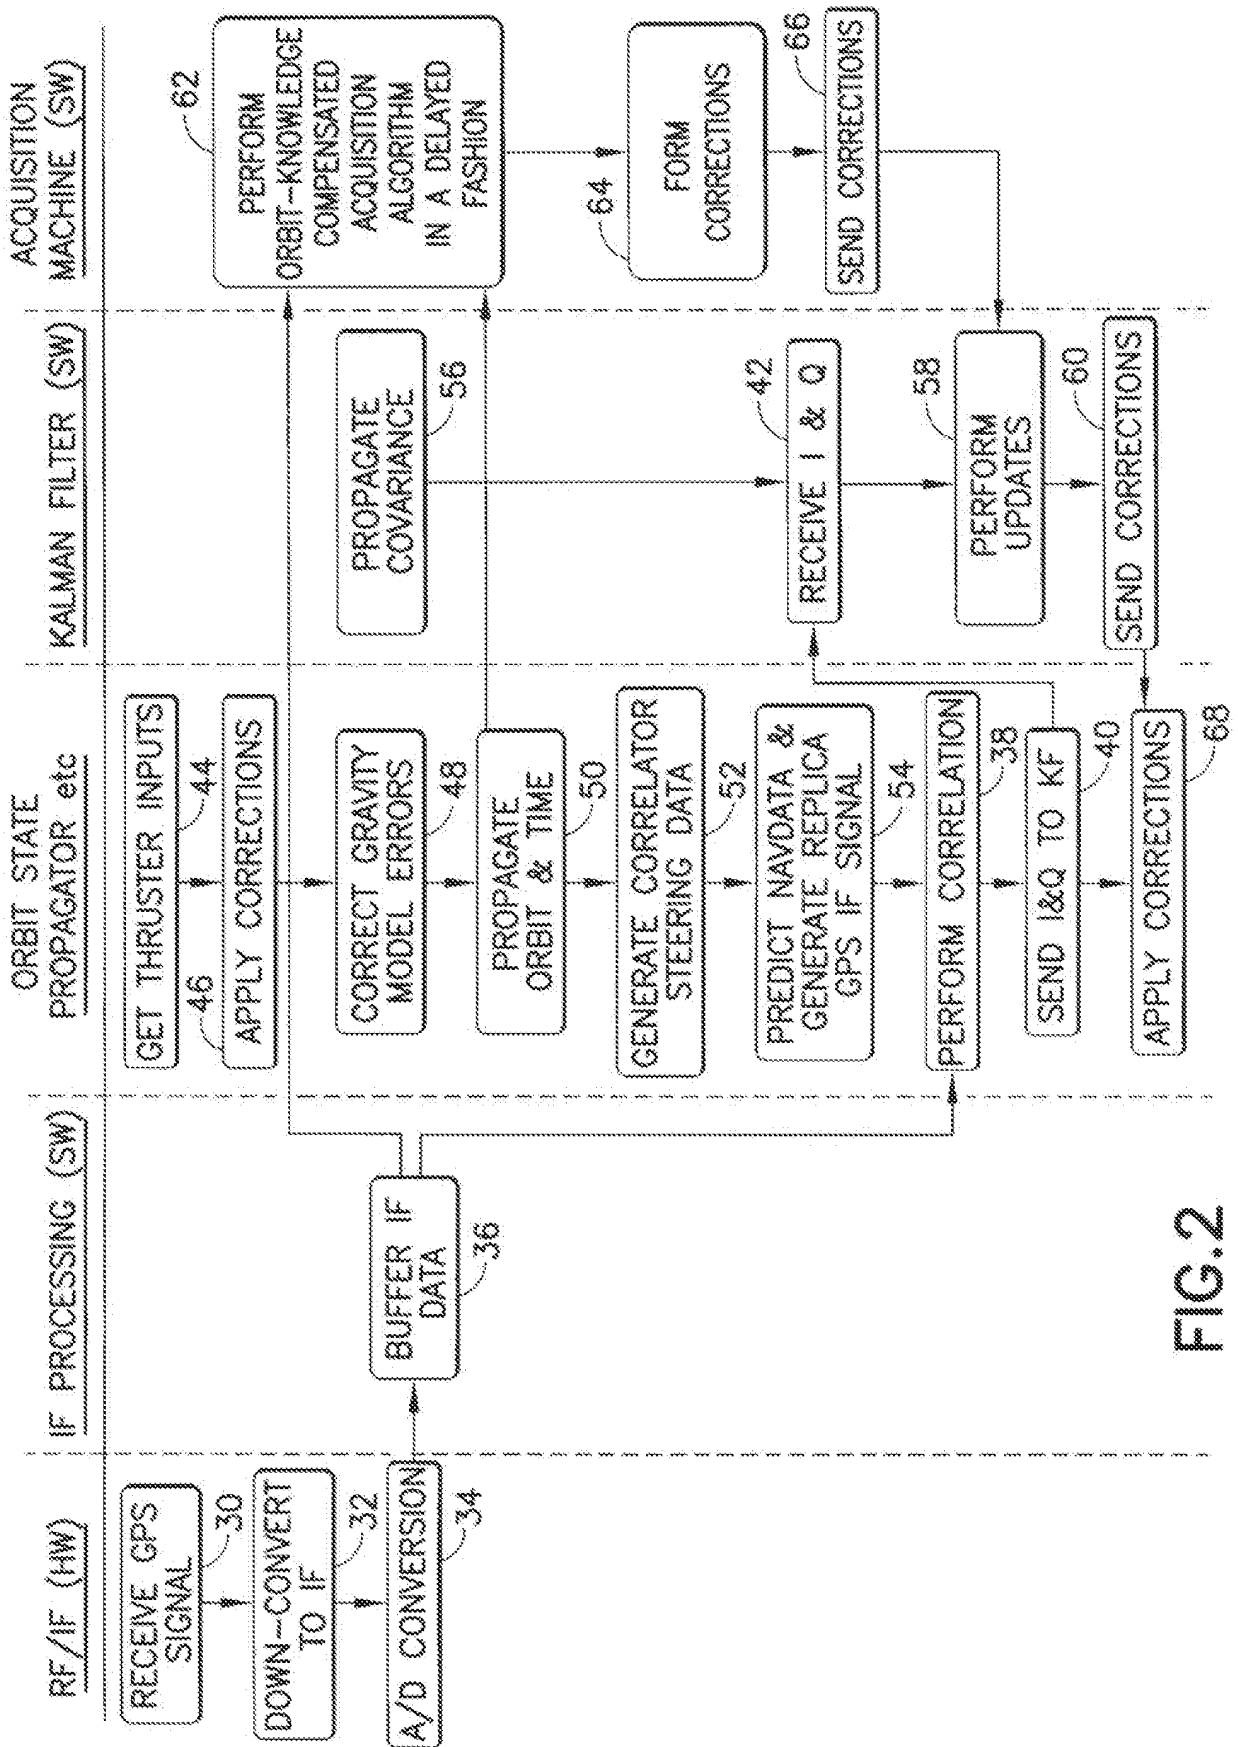 RF/IF (HW)
RECEIVE GPS
SIGNAL
30
DOWN-CONVERT
TO IF
32
A/D CONVERSION
34
IF PROCESSING (SW)
BUFFER IF
DATA
36
ORBIT STATE
PROPAGATOR etc
GET THRUSTER INPUTS
44
46
APPLY CORRECTIONS
CORRECT GRAVITY
MODEL ERRORS
48
PROPAGATE
ORBIT & TIME
50
GENERATE CORRELATOR
STEERING DATA
52
PREDICT NAVDATA &
GENERATE REPLICA
GPS IF SIGNAL
54
PERFORM CORRELATION
38
SEND I&Q TO KF
40
APPLY CORRECTIONS
68
KALMAN FILTER (SW)
PROPAGATE
COVARIANCE
56
42
RECEIVE I & Q
58
PERFORM
UPDATES
60
SEND CORRECTIONS
ACQUISITION
MACHINE (SW)
62
PERFORM
ORBIT-KNOWLEDGE
COMPENSATED
ACQUISITION
ALGORITHM
IN A DELAYED
FASHION
64
FORM
CORRECTIONS
66
SEND CORRECTIONS
FIG.2